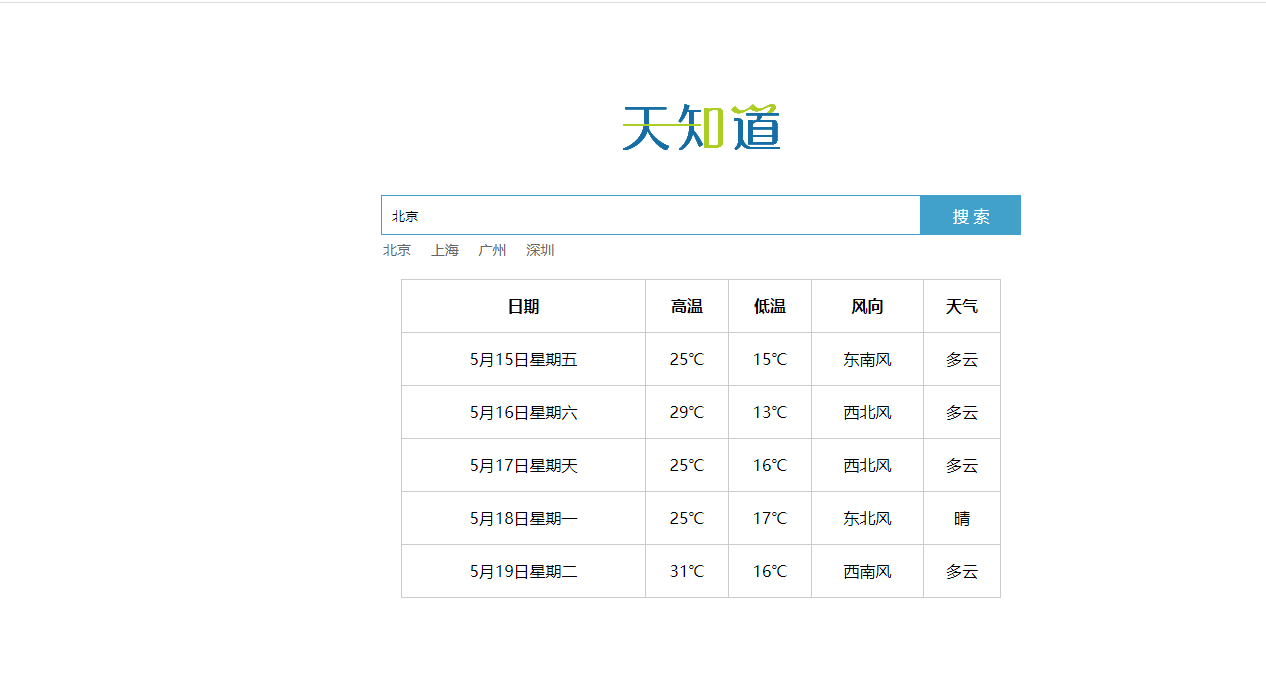 天知道
北京
搜 索
北京 上海 广州 深圳
日期 高温 低温 风向 天气
5月15日星期五 25℃ 15℃ 东南风 多云
5月16日星期六 29℃ 13℃ 西北风 多云
5月17日星期天 25℃ 16℃ 西北风 多云
5月18日星期一 25℃ 17℃ 东北风 晴
5月19日星期二 31℃ 16℃ 西南风 多云